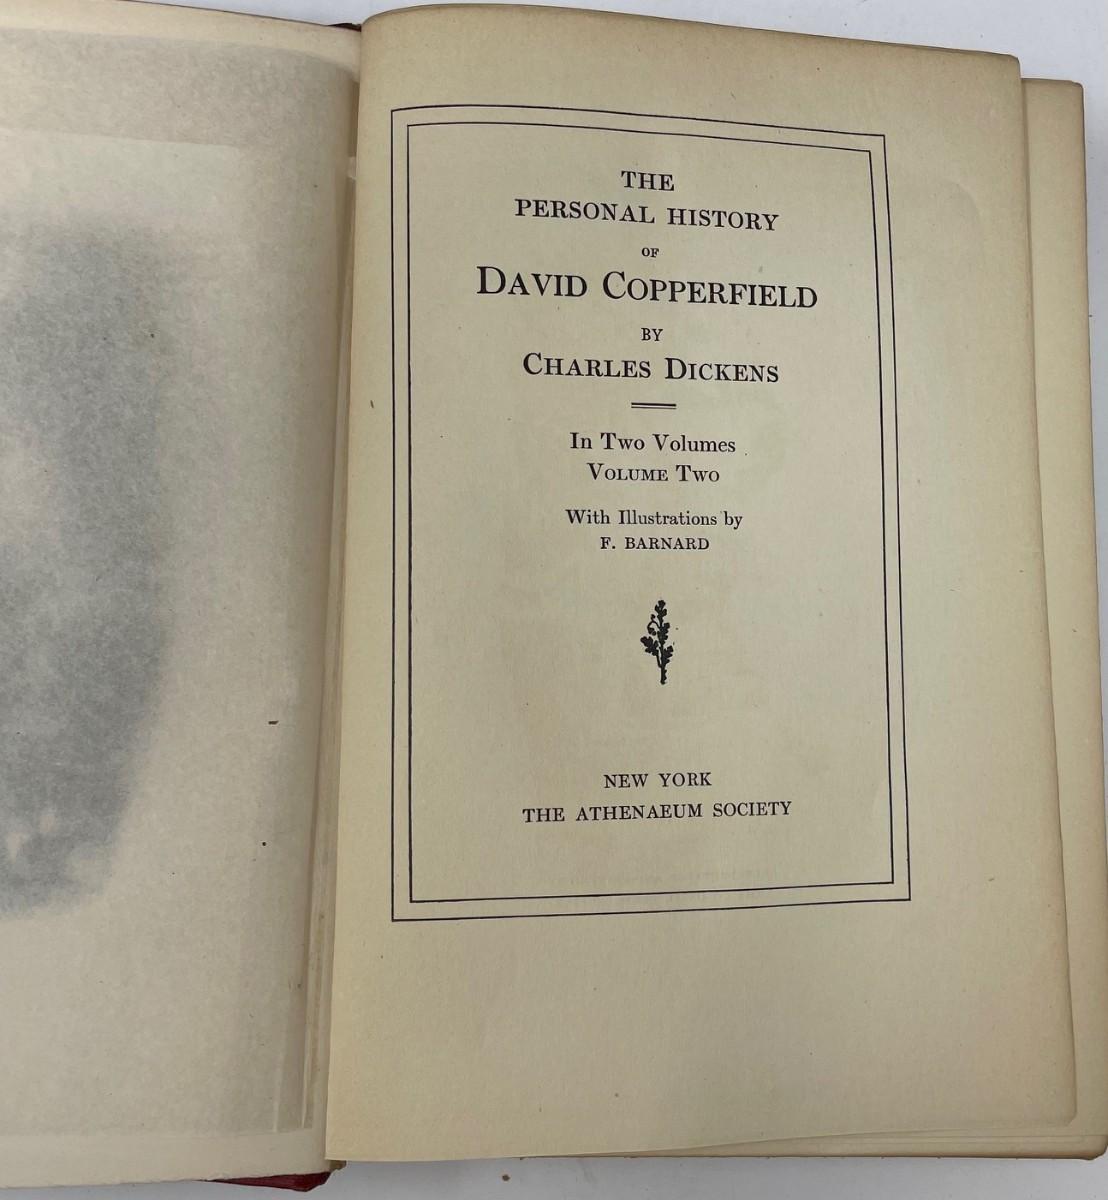 THE
PERSONAL HISTORY
OF
DAVID COPPERFIELD
BY
CHARLES DICKENS
In Two Volumes
VOLUME TWO
With Illustrations by
F. BARNARD
NEW YORK
THE ATHENAEUM SOCIETY